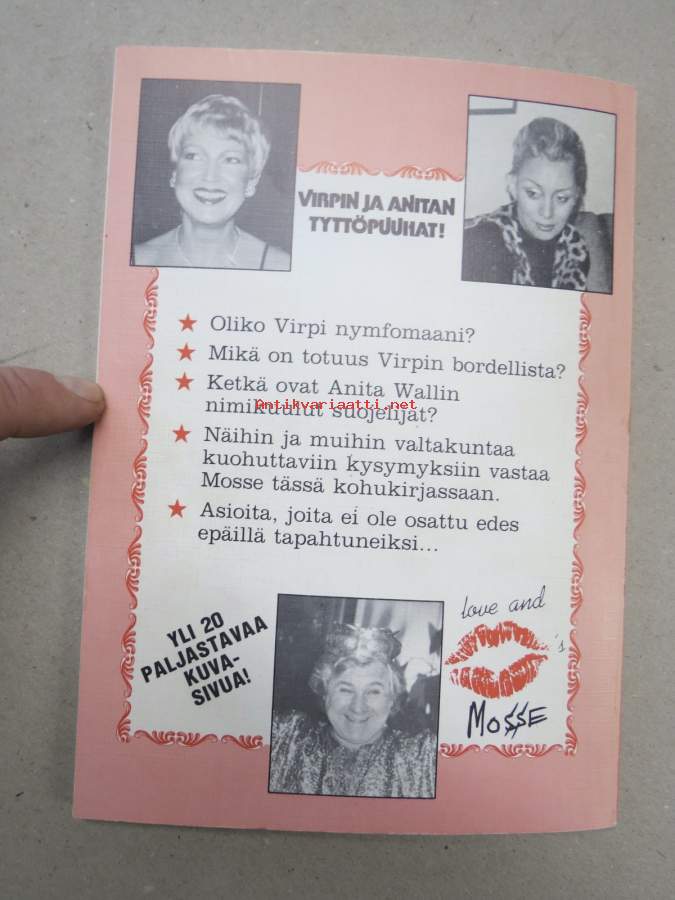 VIRPIN JA ANITAN
TYTTÖPUUHAT!
★ Oliko Virpi nymfomaani?
★ Mikä on totuus Virpin bordellista?
★ Ketkä ovat Anita Wallin
nimikuulut suojelijat?
Antikvariaatti.net
★ Näihin ja muihin valtakuntaa
kuohuttaviin kysymyksiin vastaa
Mosse tässä kohukirjassaan.
★ Asioita, joita ei ole osattu edes
epäillä tapahtuneiksi...
YLI 20
PALJASTAVAA
KUVA-
SIVUA!
love and
's
MO$$E